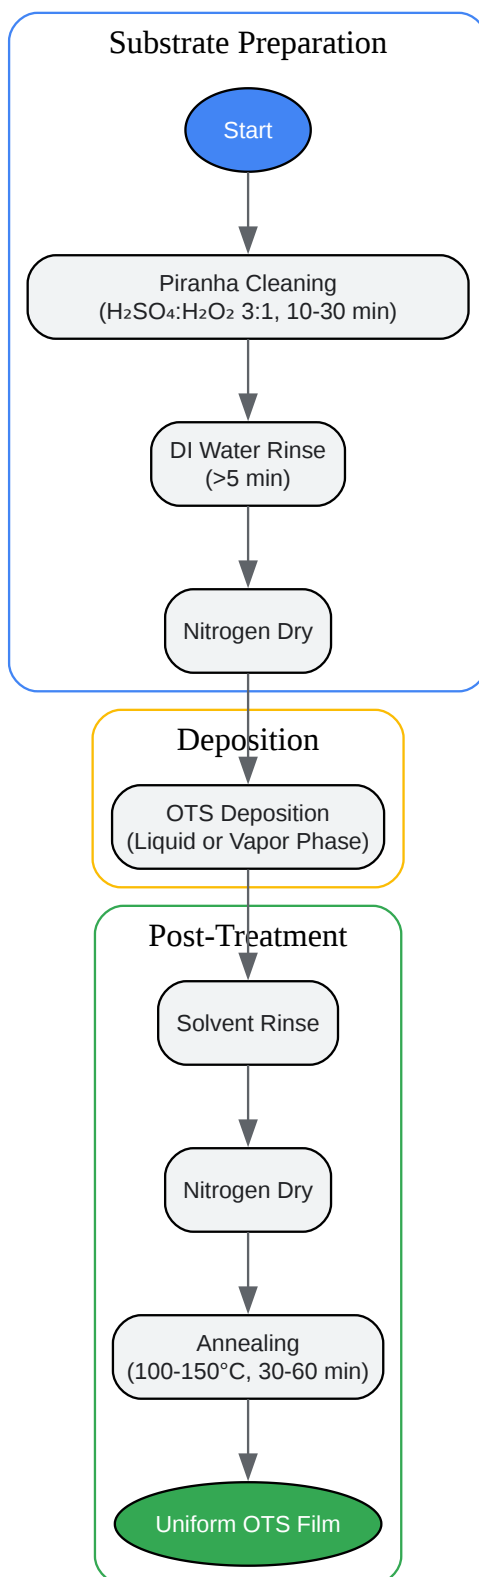 Substrate Preparation
Start
Piranha Cleaning
(H₂SO₄:H₂O₂ 3:1, 10-30 min)
DI Water Rinse
(>5 min)
Nitrogen Dry
Deposition
OTS Deposition
(Liquid or Vapor Phase)
Post-Treatment
Solvent Rinse
Nitrogen Dry
Annealing
(100-150°C, 30-60 min)
Uniform OTS Film